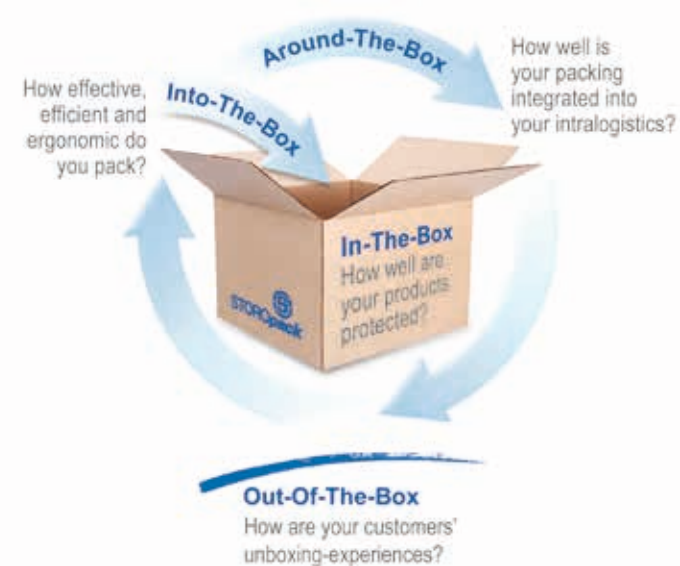 Around-The-Box
How well is
your packing
integrated into
your intralogistics?
Into-The-Box
How effective,
efficient and
ergonomic do
you pack?
In-The-Box
How well are
your products
protected?
STOROpack
Out-Of-The-Box
How are your customers'
unboxing-experiences?